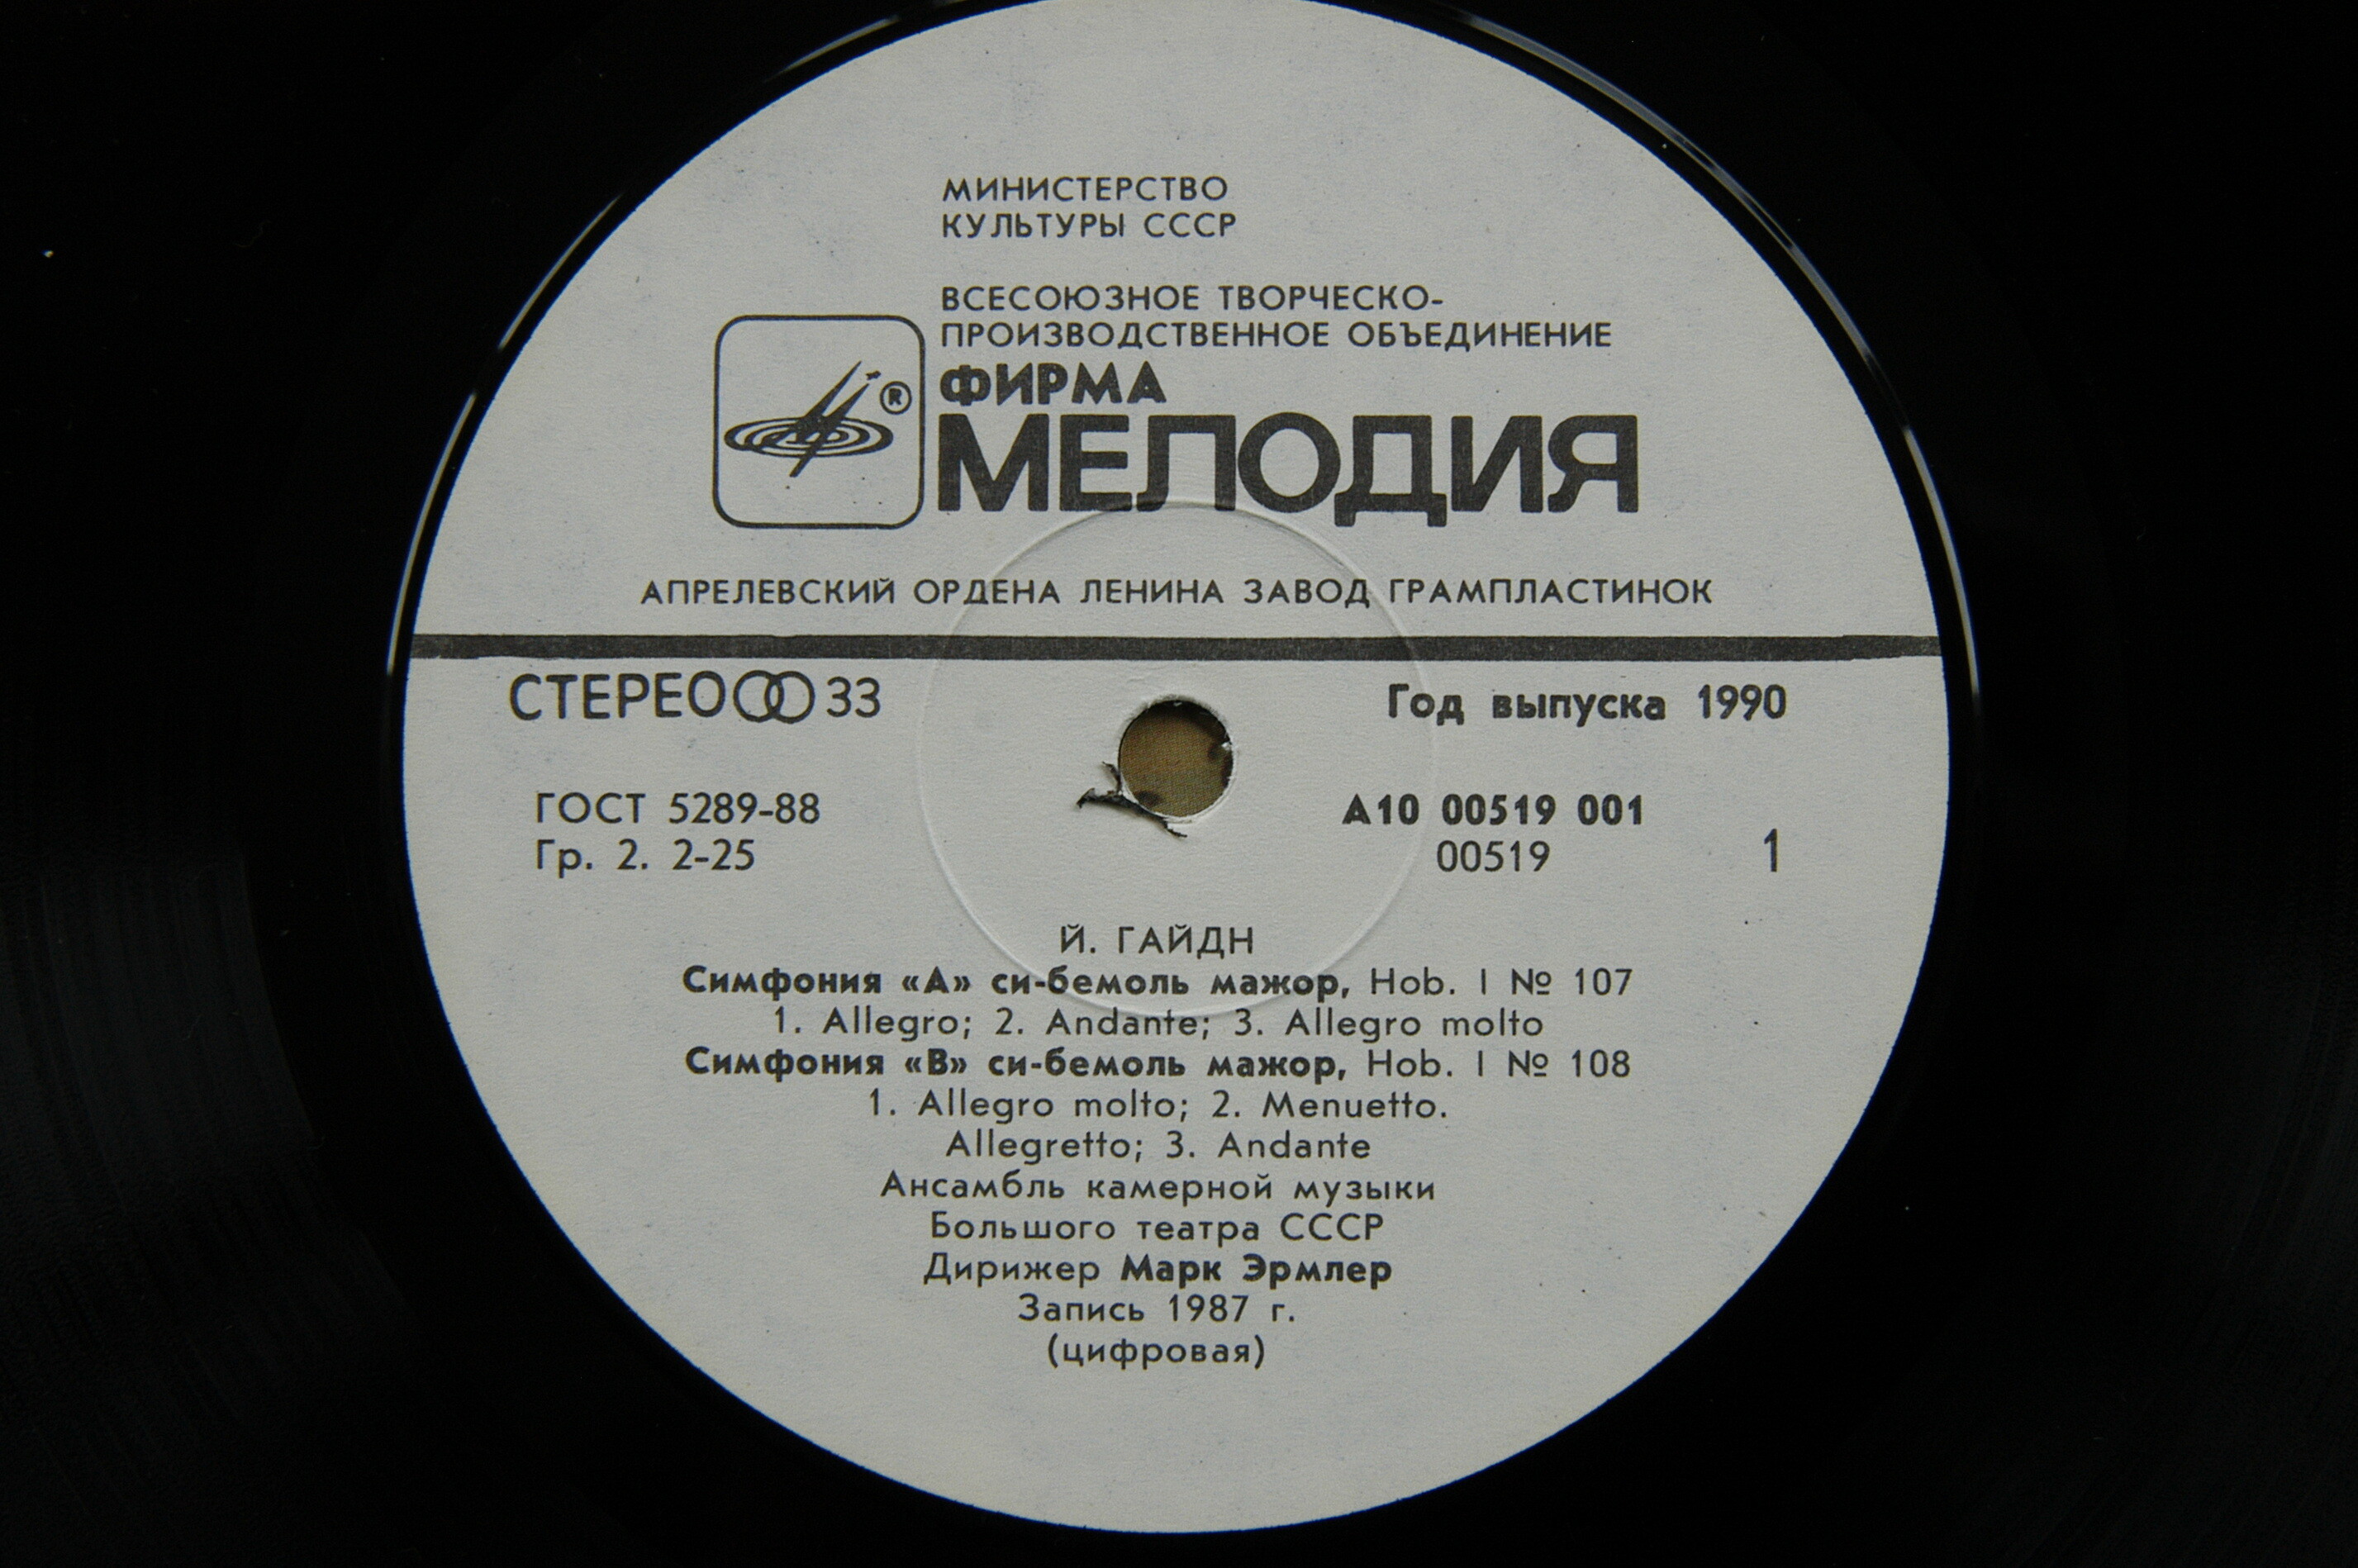 МИНИСТЕРСТВО
КУЛЬТУРЫ СССР
ВСЕСОЮЗНОЕ ТВОРЧЕСКО-
ПРОИЗВОДСТВЕННОЕ ОБЪЕДИНЕНИЕ
®
ФИРМА
МЕЛОДИЯ
АПРЕЛЕВСКИЙ ОРДЕНА ЛЕНИНА ЗАВОД ГРАМПЛАСТИНОК
СТЕРЕО 33
Год выпуска 1990
ГОСТ 5289-88
Гр. 2. 2-25
А10 00519 001
00519
1
Й. ГАЙДН
Симфония «А» си-бемоль мажор, Hob. I № 107
1. Allegro; 2. Andante; 3. Allegro molto
Симфония «В» си-бемоль мажор, Hob. I № 108
1. Allegro molto; 2. Menuetto.
Allegretto; 3. Andante
Ансамбль камерной музыки
Большого театра СССР
Дирижер Марк Эрмлер
Запись 1987 г.
(цифровая)